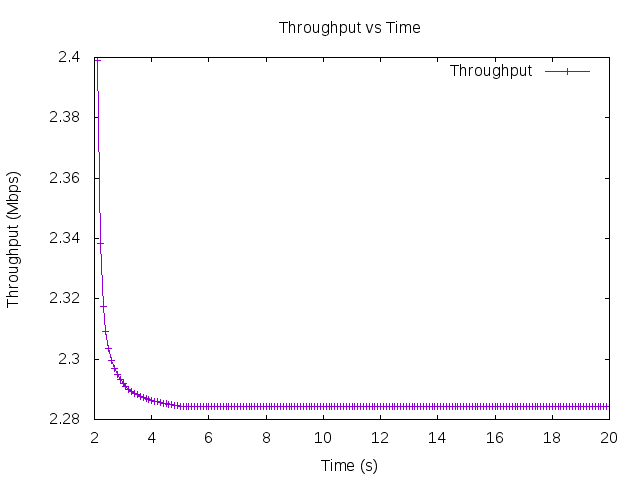 Throughput vs Time
Throughput
Throughput (Mbps)
2.4
2.38
2.36
2.34
2.32
2.3
2.28
2 4 6 8 10 12 14 16 18 20
Time (s)